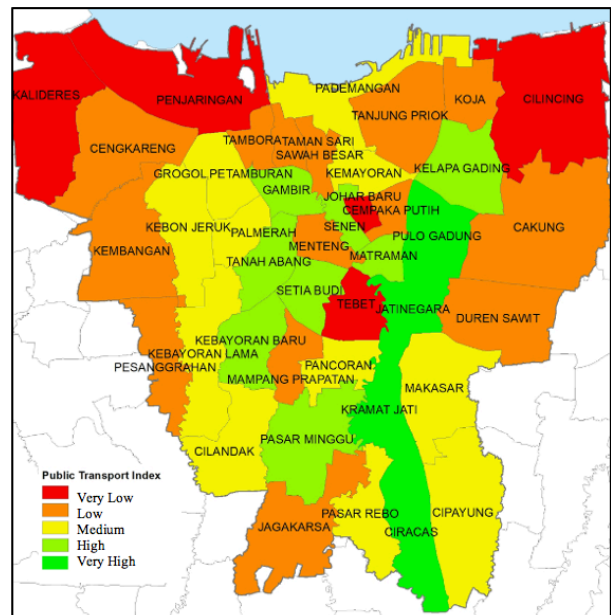 PADEMANGAN
KALIDERES
PENJARINGAN
KOJA
CILINCING
TANJUNG PRIOK
CENGKARENG
TAMBORA
TAMAN SARI
SAWAH BESAR
KELAPA GADING
GROGOL PETAMBURAN
KEMAYORAN
GAMBIR
JOHAR BARU
CEMPAKA PUTIH
KEBON JERUK
PALMERAH
SENEN
PULO GADUNG
CAKUNG
KEMBANGAN
MENTENG
MATRAMAN
TANAH ABANG
SETIA BUDI
TEBET
JATINEGARA
DUREN SAWIT
KEBAYORAN BARU
KEBAYORAN LAMA
PESANGGRAHAN
PANCORAN
MAMPANG PRAPATAN
MAKASAR
KRAMAT JATI
PASAR MINGGU
CILANDAK
Public Transport Index
Very Low
Low
Medium
High
Very High
PASAR REBO
CIPAYUNG
JAGAKARSA
CIRACAS